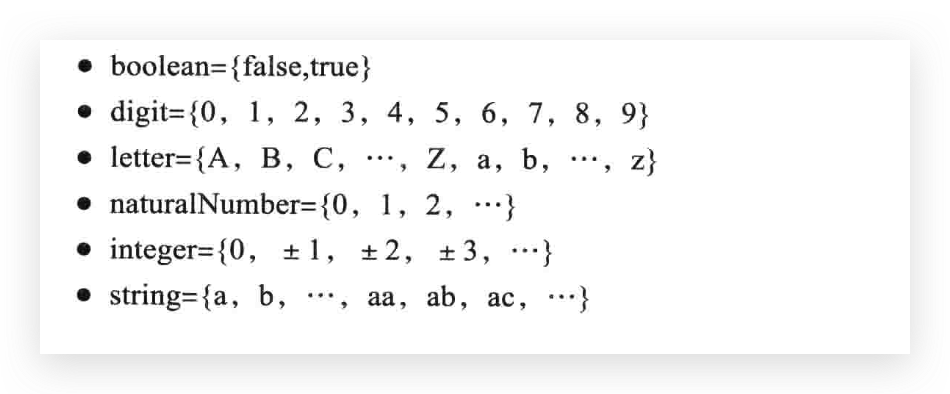 • boolean={false,true}
• digit={0, 1, 2, 3, 4, 5, 6, 7, 8, 9}
• letter={A, B, C, ···, Z, a, b, ···, z}
• naturalNumber={0, 1, 2, ···}
• integer={0, ±1, ±2, ±3, ···}
• string={a, b, ···, aa, ab, ac, ···}